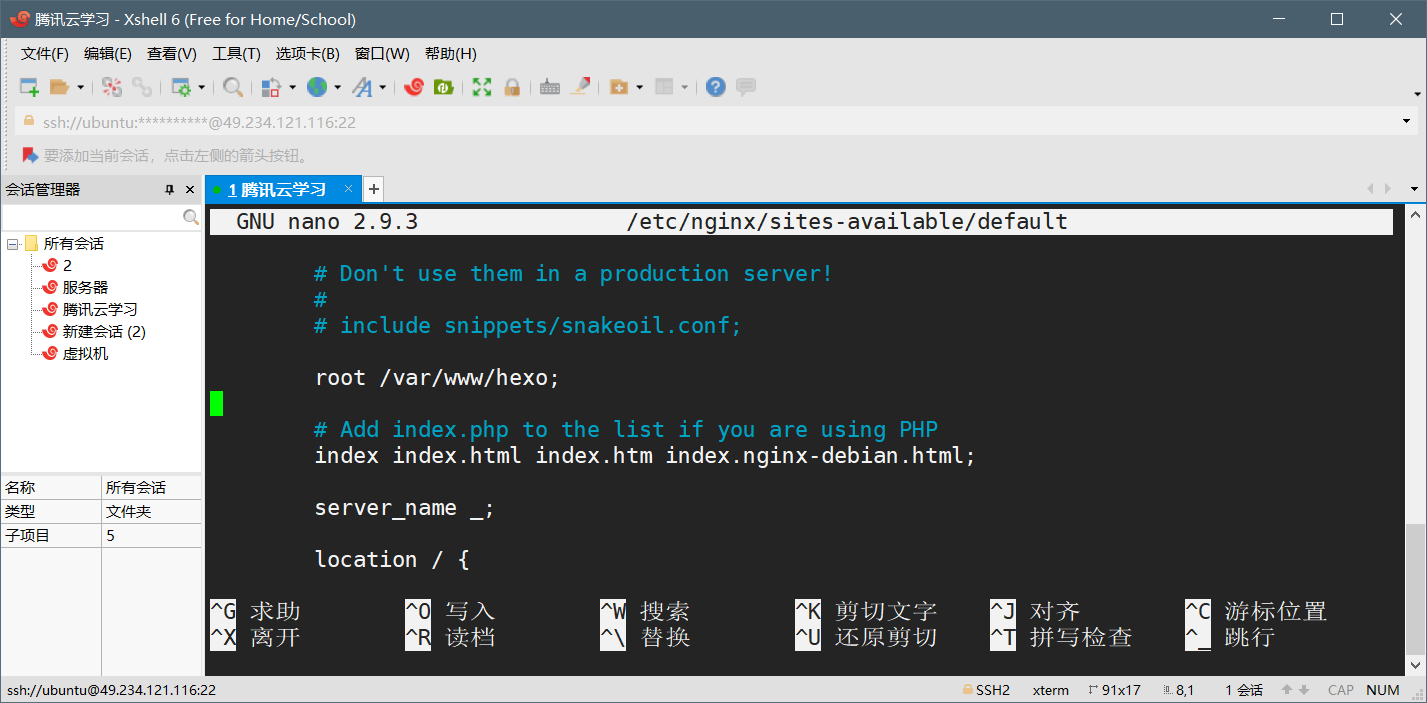 腾讯云学习 - Xshell 6 (Free for Home/School)
文件(F) 编辑(E) 查看(V) 工具(T) 选项卡(B) 窗口(W) 帮助(H)
ssh://ubuntu:**********@49.234.121.116:22
要添加当前会话，点击左侧的箭头按钮。
会话管理器
1 腾讯云学习
所有会话
2
服务器
腾讯云学习
新建会话 (2)
虚拟机
名称 所有会话
类型 文件夹
子项目 5
GNU nano 2.9.3 /etc/nginx/sites-available/default
# Don't use them in a production server!
#
# include snippets/snakeoil.conf;
root /var/www/hexo;
# Add index.php to the list if you are using PHP
index index.html index.htm index.nginx-debian.html;
server_name _;
location / {
^G 求助 ^O 写入 ^W 搜索 ^K 剪切文字 ^J 对齐 ^C 游标位置
^X 离开 ^R 读档 ^\ 替换 ^U 还原剪切 ^T 拼写检查 ^_ 跳行
ssh://ubuntu@49.234.121.116:22 SSH2 xterm 91x17 8,1 1 会话 CAP NUM